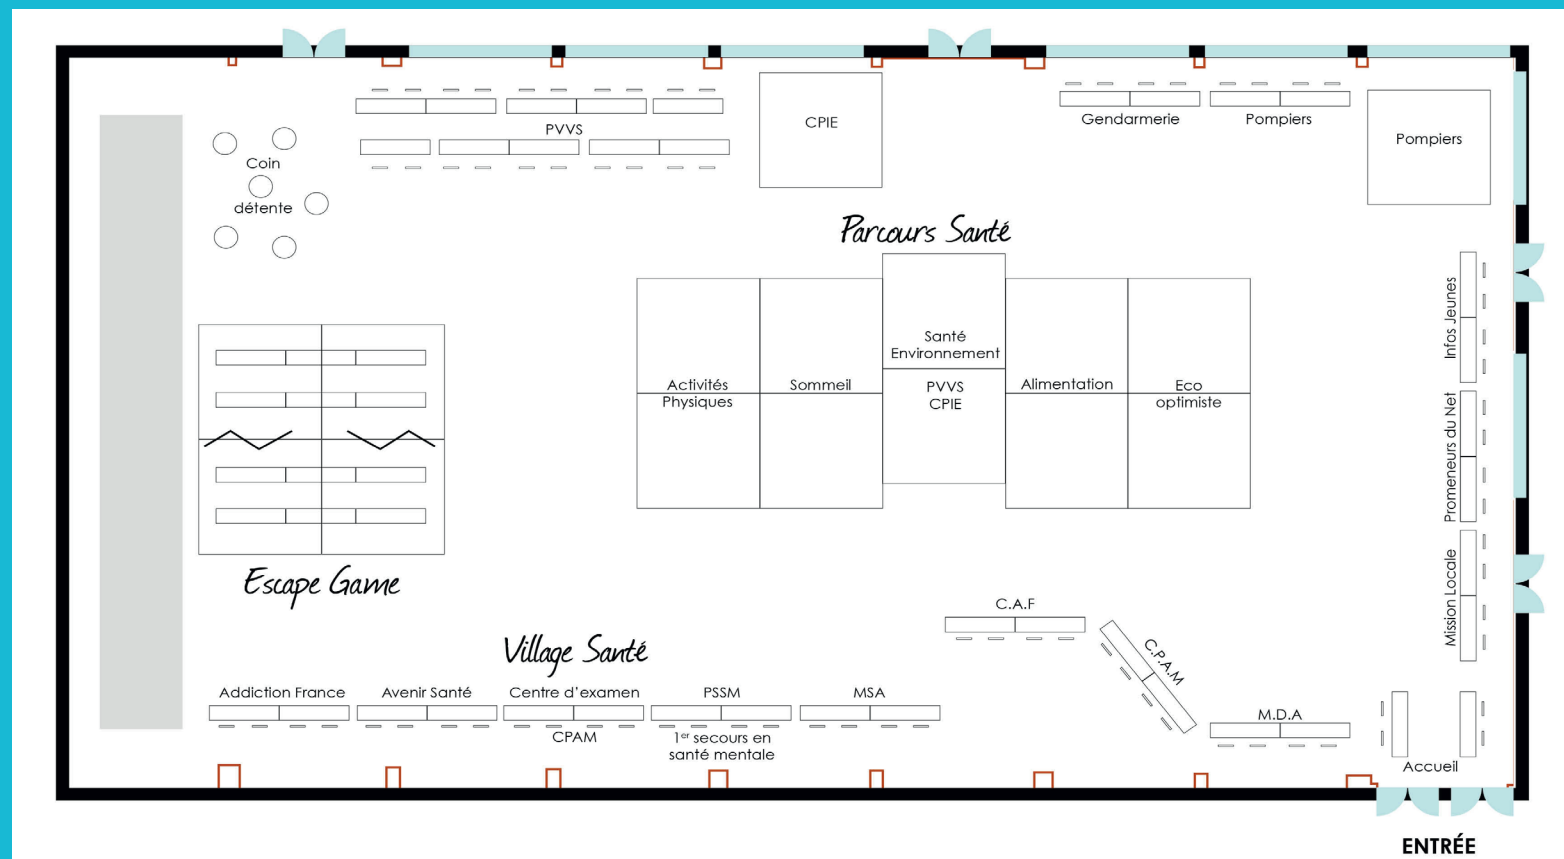 PVVS
CPIE
Gendarmerie
Pompiers
Pompiers
Coin
détente
Parcours Santé
Activités
Physiques
Sommeil
Santé
Environnement
PVVS
CPIE
Alimentation
Eco
optimiste
Infos Jeunes
Promeneurs du Net
Mission Locale
Escape Game
Village Santé
Addiction France
Avenir Santé
Centre d'examen
CPAM
PSSM
1er secours en
santé mentale
MSA
C.A.F
C.P.A.M
M.D.A
Accueil
ENTRÉE